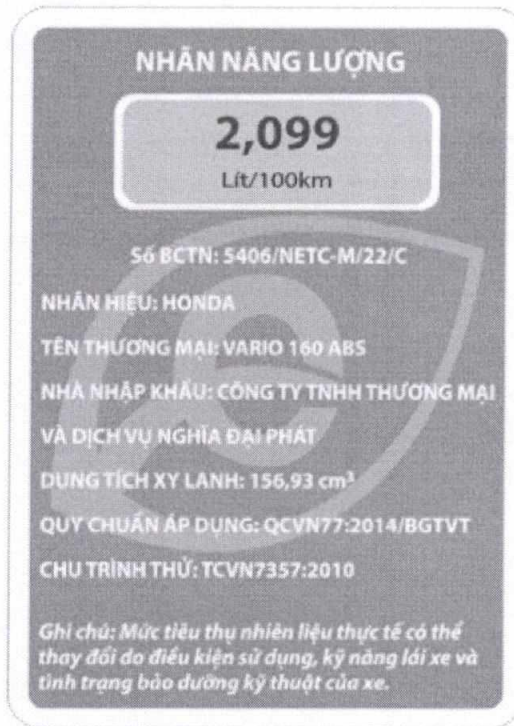 NHÃN NĂNG LƯỢNG
2,099
Lít/100km
Số BCTN: 5406/NETC-M/22/C
NHÃN HIỆU: HONDA
TÊN THƯƠNG MẠI: VARIO 160 ABS
NHÀ NHẬP KHẨU: CÔNG TY TNHH THƯƠNG MẠI
VÀ DỊCH VỤ NGHĨA ĐẠI PHÁT
DUNG TÍCH XY LANH: 156,93 cm³
QUY CHUẨN ÁP DỤNG: QCVN77:2014/BGTVT
CHU TRÌNH THỬ: TCVN7357:2010
Ghi chú: Mức tiêu thụ nhiên liệu thực tế có thể
thay đổi do điều kiện sử dụng, kỹ năng lái xe và
tình trạng bảo dưỡng kỹ thuật của xe.